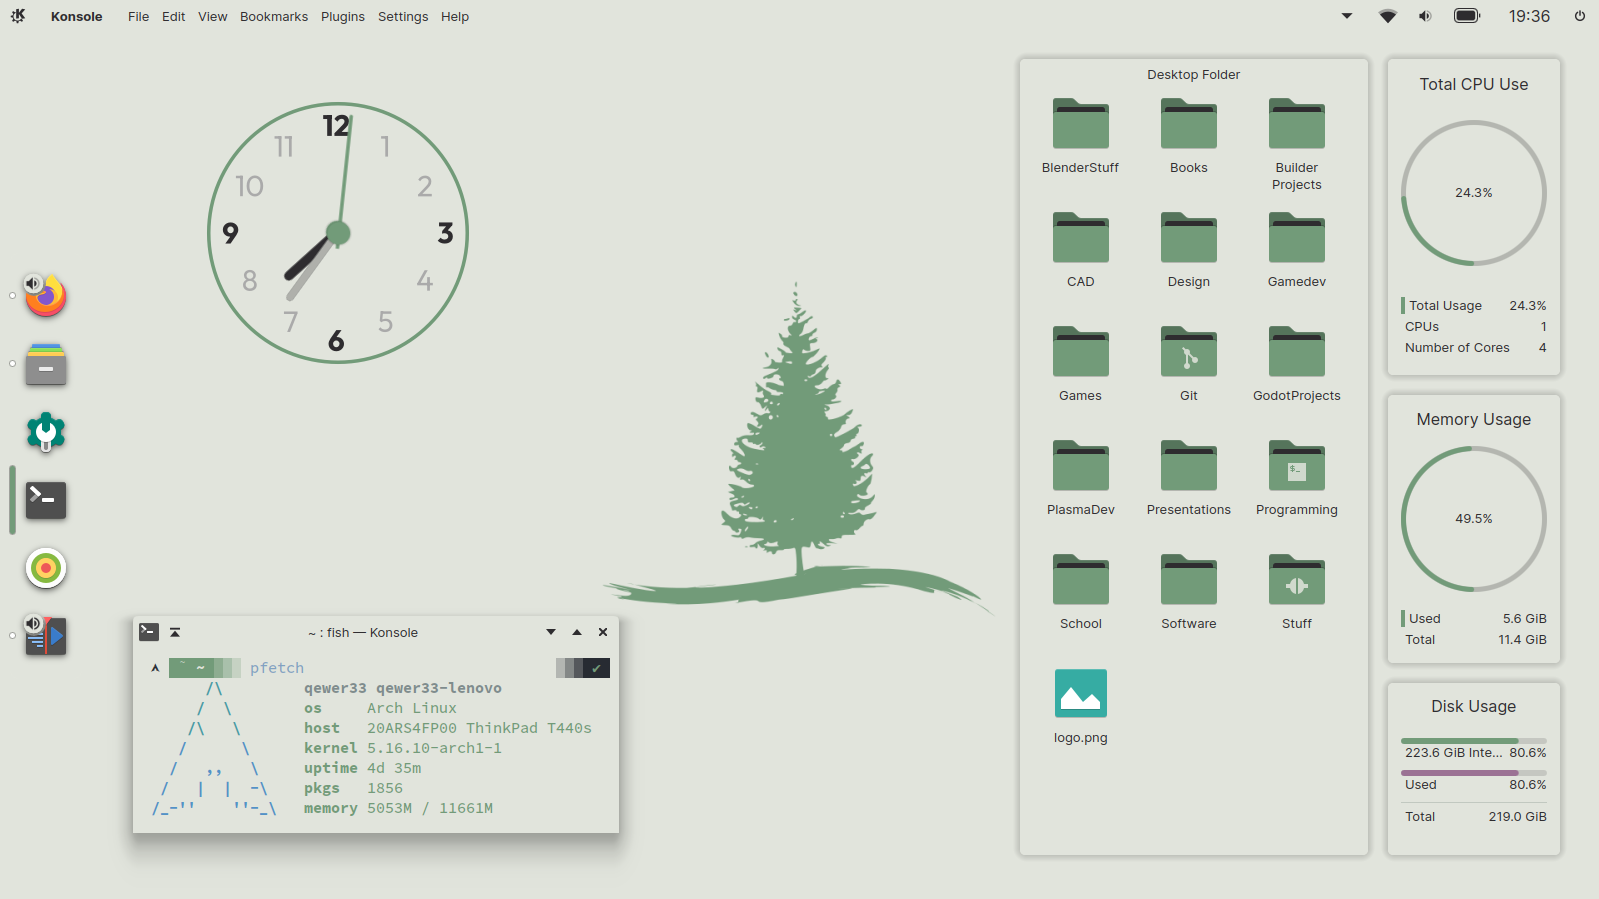 Konsole File Edit View Bookmarks Plugins Settings Help
19:36
12
1
2
3
4
5
6
7
8
9
10
11
Desktop Folder
BlenderStuff Books Builder Projects
CAD Design Gamedev
Games Git GodotProjects
PlasmaDev Presentations Programming
School Software Stuff
logo.png
Total CPU Use
24.3%
Total Usage 24.3%
CPUs 1
Number of Cores 4
Memory Usage
49.5%
Used 5.6 GiB
Total 11.4 GiB
Disk Usage
223.6 GiB Inte... 80.6%
Used 80.6%
Total 219.0 GiB
~ : fish — Konsole
~ pfetch ✔
/\ qewer33 qewer33-lenovo
/ \ os Arch Linux
/\ \ host 20ARS4FP00 ThinkPad T440s
/ \ kernel 5.16.10-arch1-1
/ ,, \ uptime 4d 35m
/ | | -\ pkgs 1856
/_-'' ''-_\ memory 5053M / 11661M